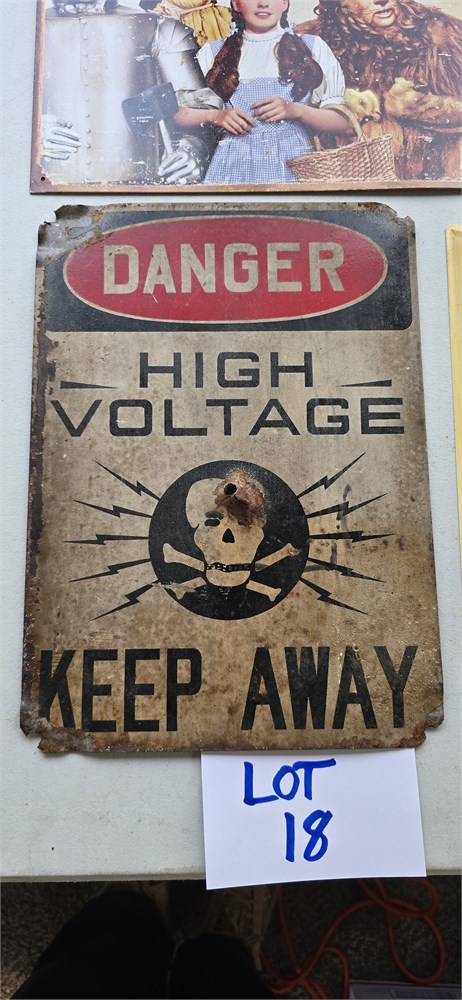 DANGER
HIGH
VOLTAGE
KEEP AWAY
LOT
18